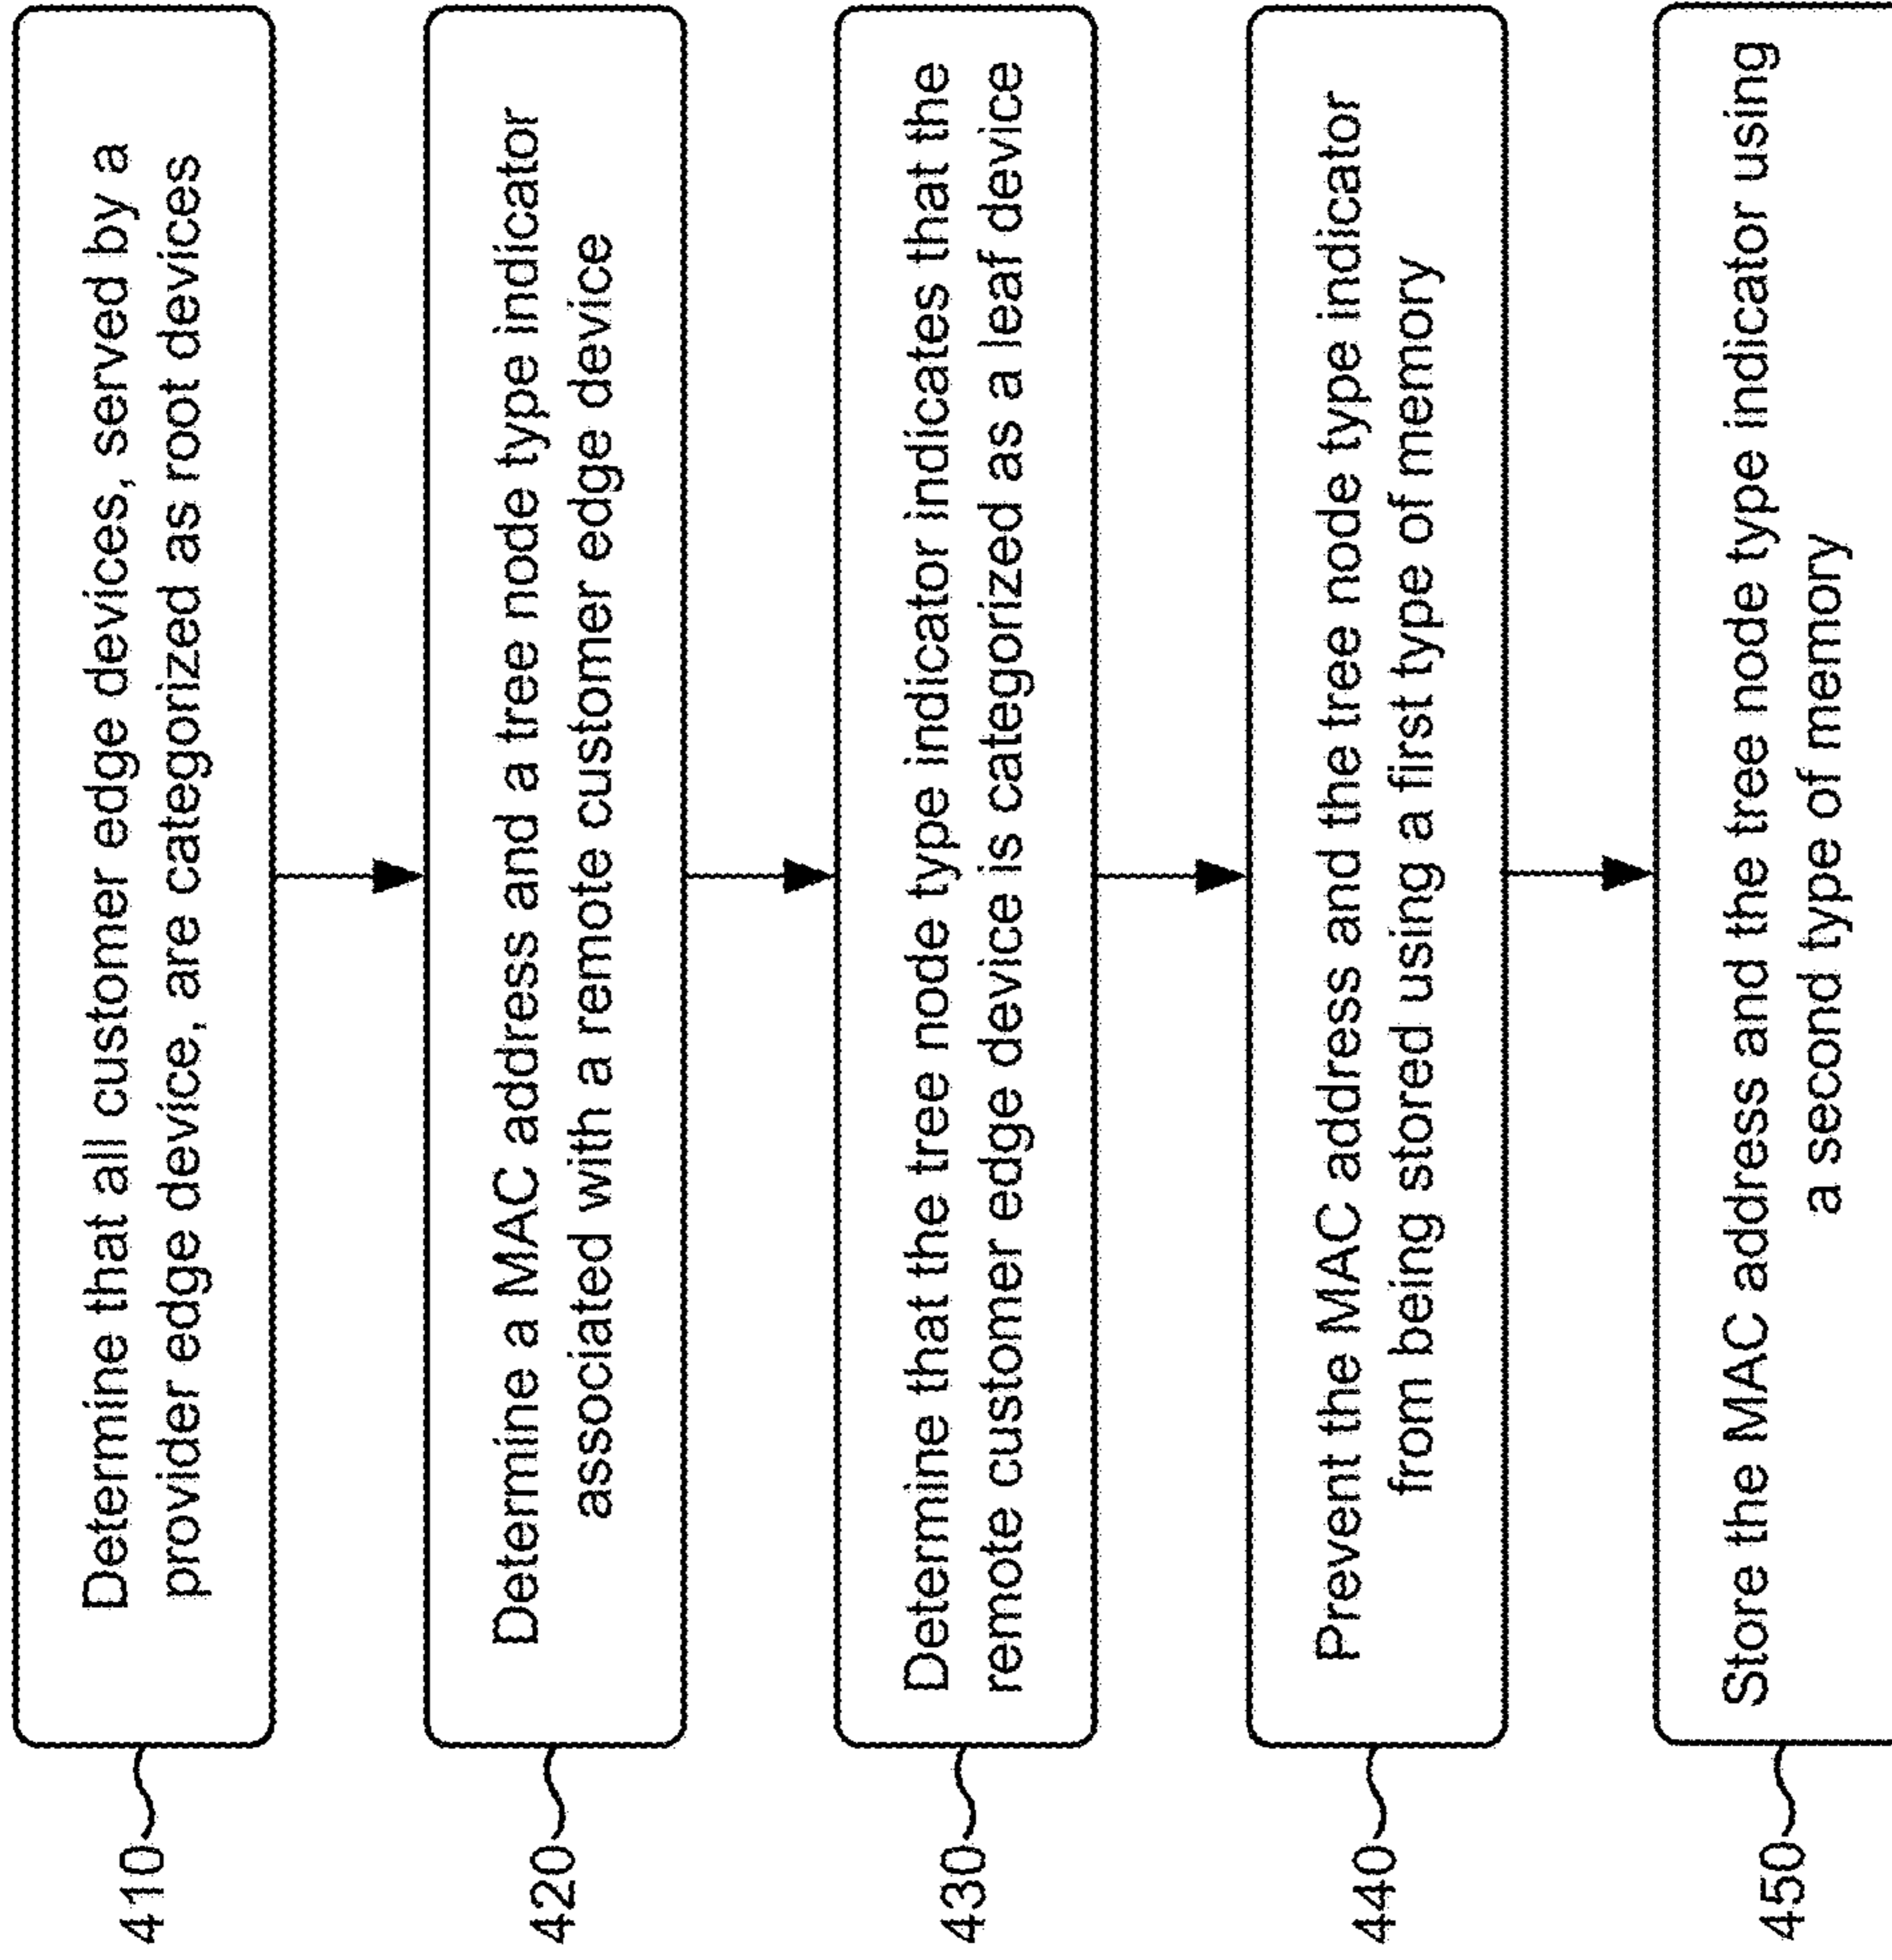 410
Determine that all customer edge devices, served by a
provider edge device, are categorized as root devices
420
Determine a MAC address and a tree node type indicator
associated with a remote customer edge device
430
Determine that the tree node type indicator indicates that the
remote customer edge device is categorized as a leaf device
440
Prevent the MAC address and the tree node type indicator
from being stored using a first type of memory
450
Store the MAC address and the tree node type indicator using
a second type of memory